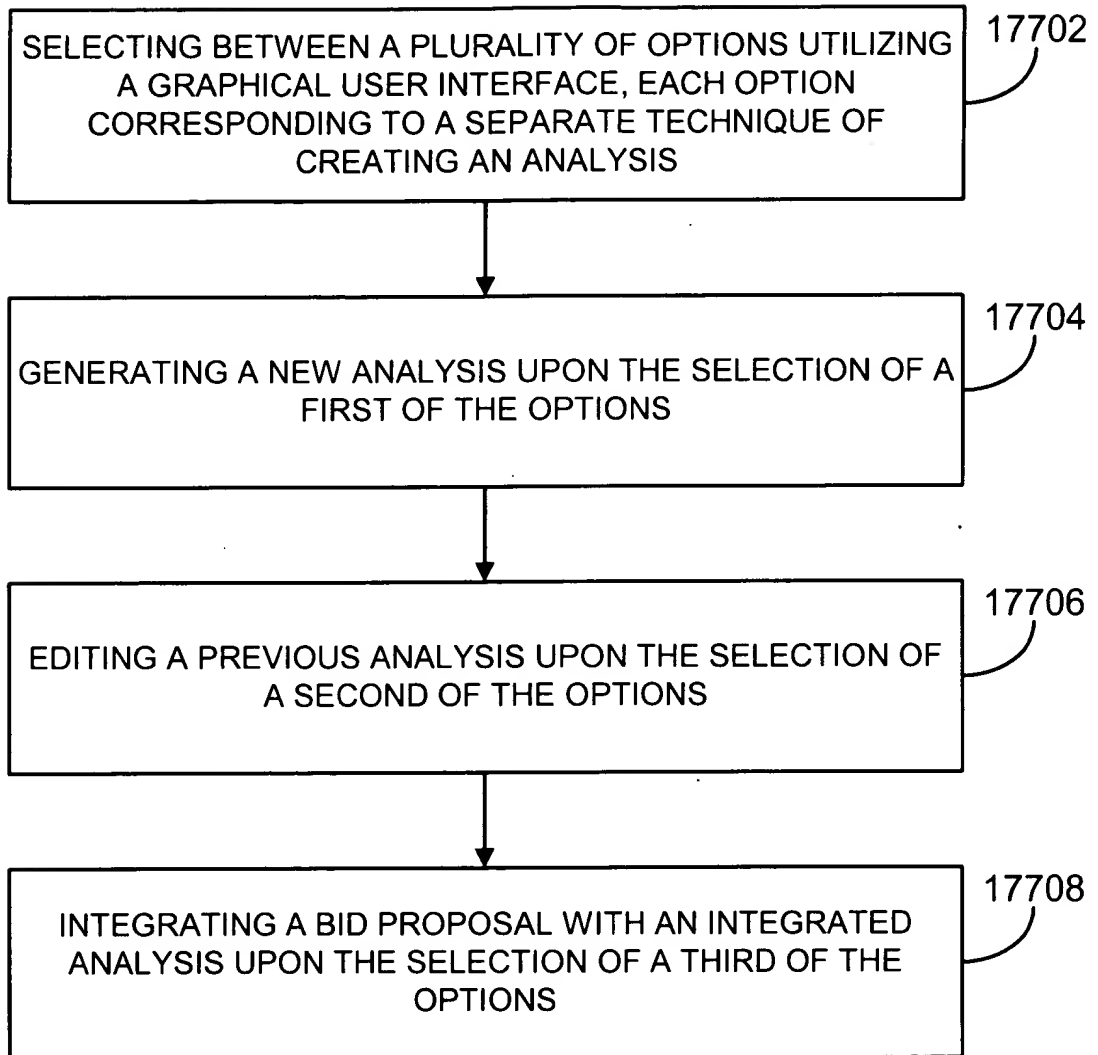 SELECTING BETWEEN A PLURALITY OF OPTIONS UTILIZING
A GRAPHICAL USER INTERFACE, EACH OPTION
CORRESPONDING TO A SEPARATE TECHNIQUE OF
CREATING AN ANALYSIS
17702
GENERATING A NEW ANALYSIS UPON THE SELECTION OF A
FIRST OF THE OPTIONS
17704
EDITING A PREVIOUS ANALYSIS UPON THE SELECTION OF
A SECOND OF THE OPTIONS
17706
INTEGRATING A BID PROPOSAL WITH AN INTEGRATED
ANALYSIS UPON THE SELECTION OF A THIRD OF THE
OPTIONS
17708